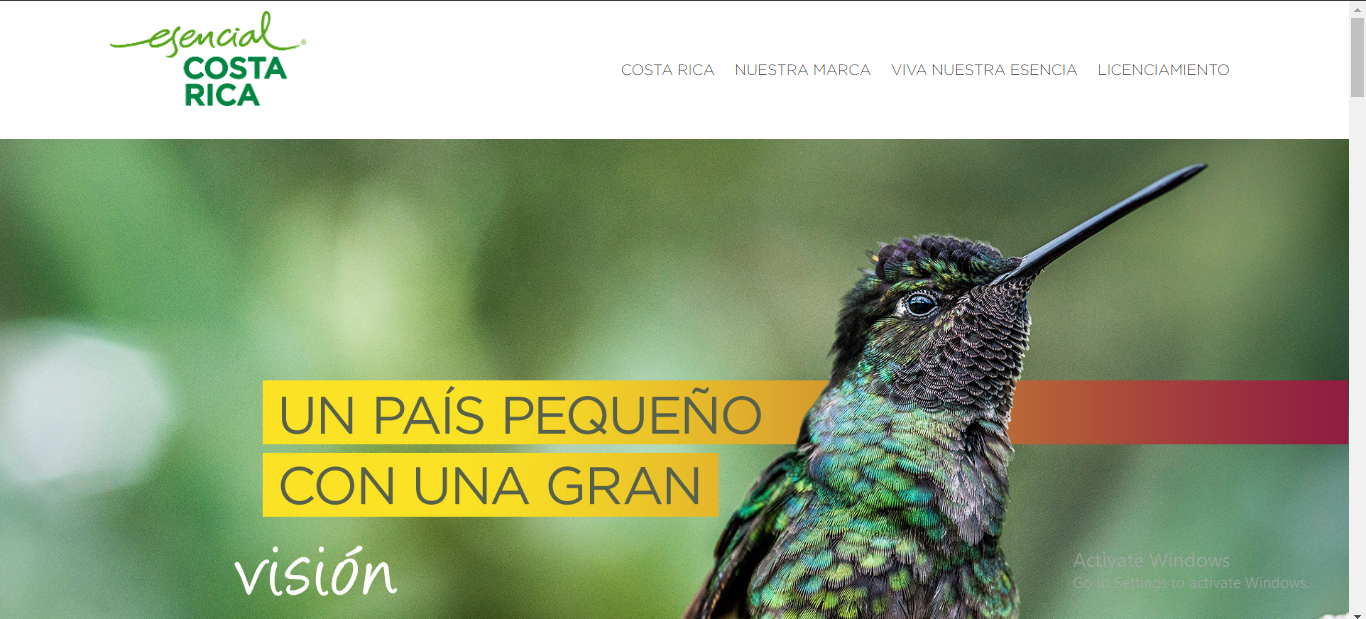 esencial
COSTA
RICA
COSTA RICA NUESTRA MARCA VIVA NUESTRA ESENCIA LICENCIAMIENTO
UN PAÍS PEQUEÑO
CON UNA GRAN
visión
Activate Windows
Go to Settings to activate Windows.